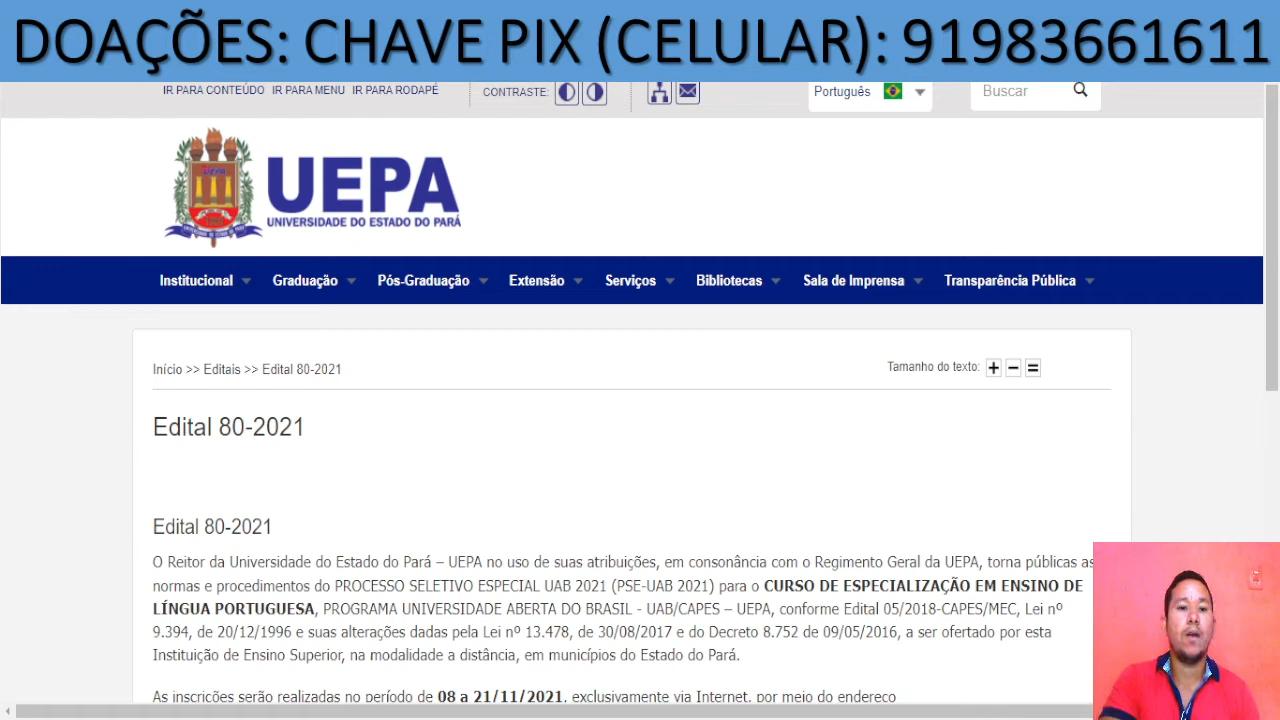 DOAÇÕES: CHAVE PIX (CELULAR): 91983661611
IR PARA CONTEÚDO IR PARA MENU IR PARA RODAPÉ CONTRASTE: Português Buscar
UEPA
UNIVERSIDADE DO ESTADO DO PARÁ
Institucional Graduação Pós-Graduação Extensão Serviços Bibliotecas Sala de Imprensa Transparência Pública
Início >> Editais >> Edital 80-2021 Tamanho do texto: + − =
Edital 80-2021
Edital 80-2021
O Reitor da Universidade do Estado do Pará – UEPA no uso de suas atribuições, em consonância com o Regimento Geral da UEPA, torna públicas as
normas e procedimentos do PROCESSO SELETIVO ESPECIAL UAB 2021 (PSE-UAB 2021) para o CURSO DE ESPECIALIZAÇÃO EM ENSINO DE
LÍNGUA PORTUGUESA, PROGRAMA UNIVERSIDADE ABERTA DO BRASIL - UAB/CAPES – UEPA, conforme Edital 05/2018-CAPES/MEC, Lei nº
9.394, de 20/12/1996 e suas alterações dadas pela Lei nº 13.478, de 30/08/2017 e do Decreto 8.752 de 09/05/2016, a ser ofertado por esta
Instituição de Ensino Superior, na modalidade a distância, em municípios do Estado do Pará.
As inscrições serão realizadas no período de 08 a 21/11/2021, exclusivamente via Internet, por meio do endereço